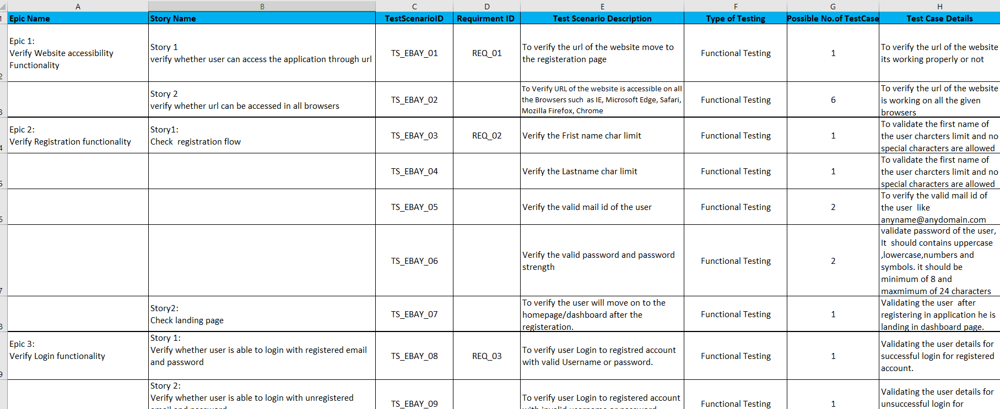 A B C D E F G H
1 Epic Name Story Name TestScenarioID Requirment ID Test Scenario Description Type of Testing Possible No.of TestCase Test Case Details
Epic 1:
Verify Website accessibility
Functionality
Story 1
verify whether user can access the application through url
TS_EBAY_01
REQ_01
To verify the url of the website move to
the registeration page
Functional Testing
1
To verify the url of the website
its working properly or not
2
Story 2
verify whether url can be accessed in all browsers
TS_EBAY_02
To Verify URL of the website is accessible on all
the Browsers such as IE, Microsoft Edge, Safari,
Mozilla Firefox, Chrome
Functional Testing
6
To verify the url of the website
is working on all the given
browsers
3
Epic 2:
Verify Registration functionality
Story1:
Check registration flow
TS_EBAY_03
REQ_02
Verify the Frist name char limit
Functional Testing
1
To validate the first name of
the user charcters limit and no
special characters are allowed
4
TS_EBAY_04
Verify the Lastname char limit
Functional Testing
1
To validate the first name of
the user charcters limit and no
special characters are allowed
5
TS_EBAY_05
Verify the valid mail id of the user
Functional Testing
2
To verify the valid mail id of
the user like
anyname@anydomain.com
6
TS_EBAY_06
Verify the valid password and password
strength
Functional Testing
2
validate password of the user,
It should contains uppercase
,lowercase,numbers and
symbols. it should be
minimum of 8 and
maxmimum of 24 characters
7
Story2:
Check landing page
TS_EBAY_07
To verify the user will move on to the
homepage/dashboard after the
registeration.
Functional Testing
1
Validating the user after
registering in application he is
landing in dashboard page.
8
Epic 3:
Verify Login functionality
Story 1:
Verify whether user is able to login with registered email
and password
TS_EBAY_08
REQ_03
To verify user Login to registred account
with valid Username or password.
Functional Testing
1
Validating the user details for
successful login for registered
account.
9
Story 2:
Verify whether user is able to login with unregistered
email and password
TS_EBAY_09
To verify user Login to registered account
with invalid username or password
Functional Testing
1
Validating the user details for
unsuccessful login for